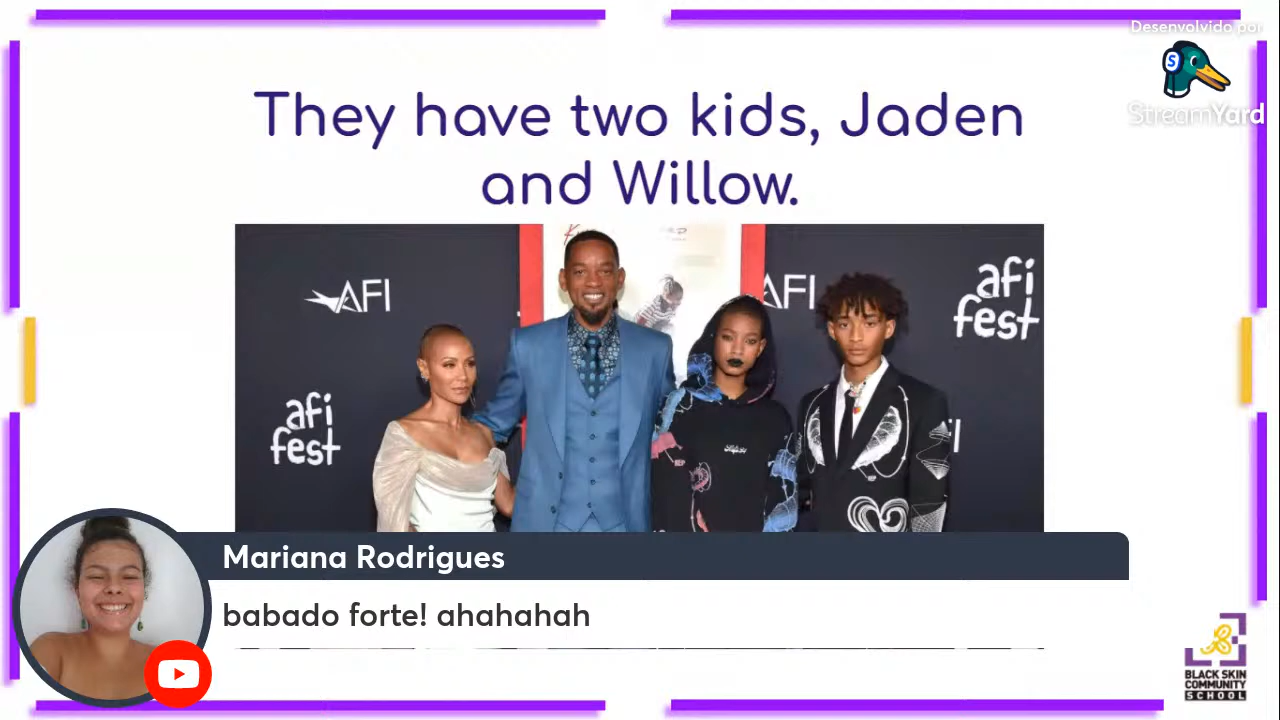 Desenvolvido por
StreamYard
They have two kids, Jaden
and Willow.
AFI
AFI
afi
fest
afi
fest
Mariana Rodrigues
babado forte! ahahahah
BLACK SKIN
COMMUNITY
SCHOOL